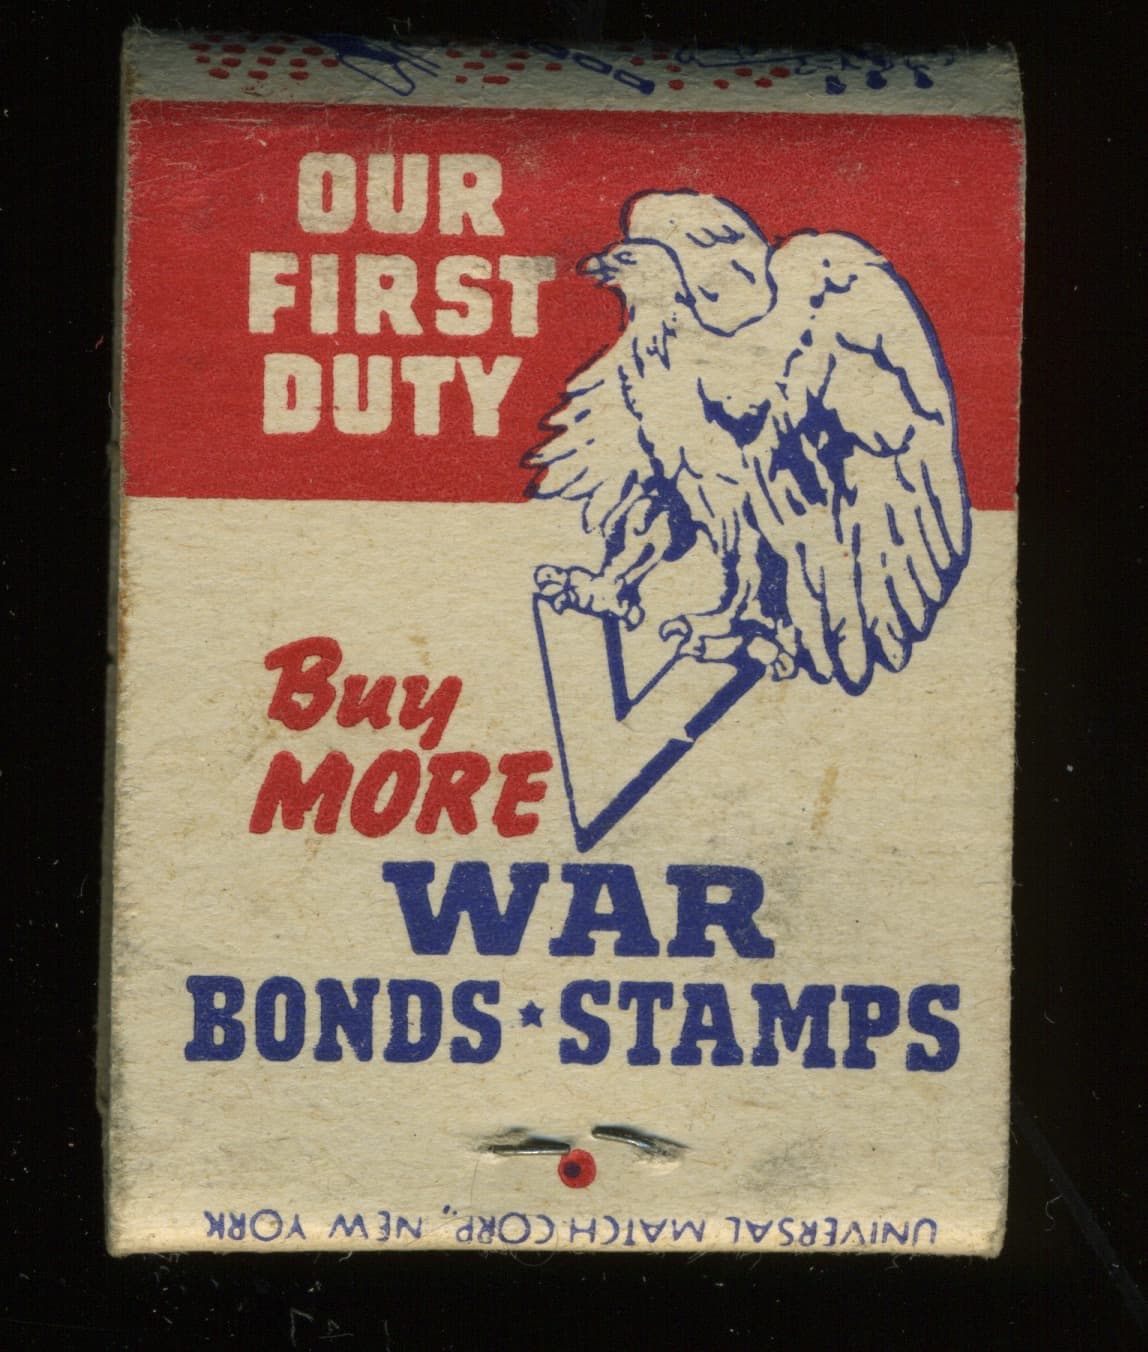 OUR
FIRST
DUTY
Buy
MORE
WAR
BONDS★STAMPS
UNIVERSAL MATCH CORP., NEW YORK